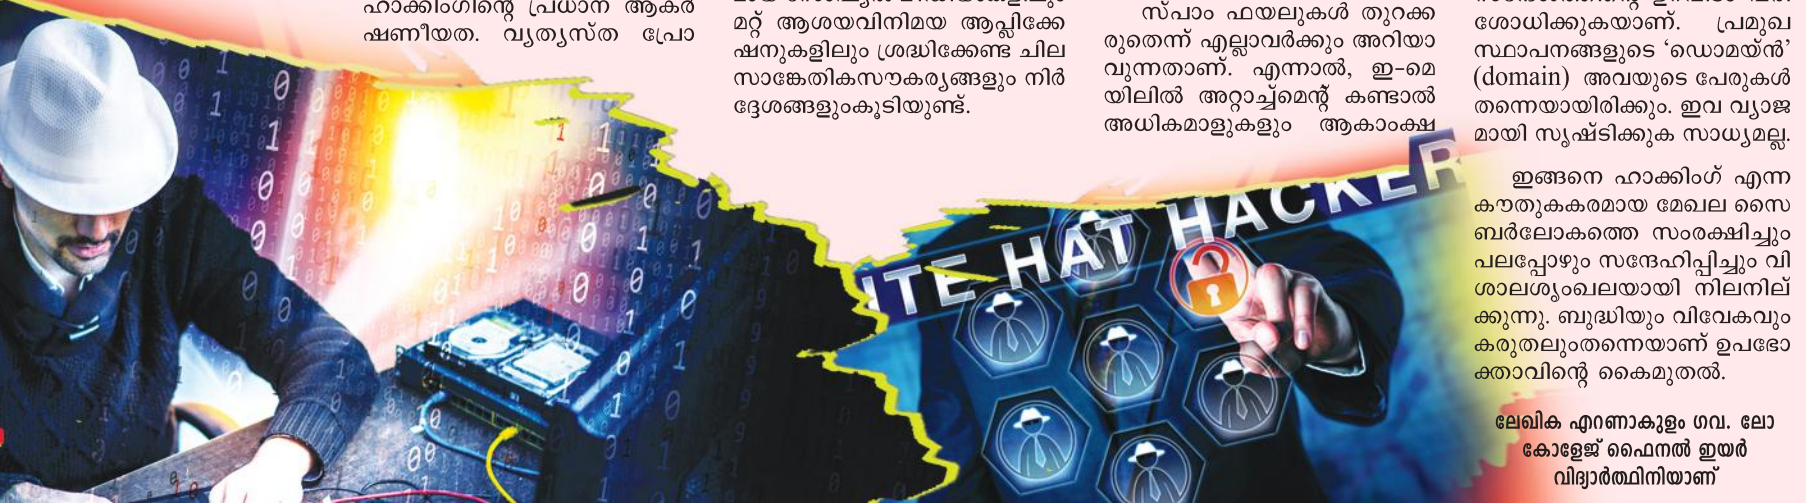 ഹാക്കിംഗിന്റെ പ്രധാന ആകർ
ഷണീയത. വ്യത്യസ്ത പ്രോ
മറ്റ് ആശയവിനിമയ ആപ്ലിക്കേ
ഷനുകളിലും ശ്രദ്ധിക്കേണ്ട ചില
സാങ്കേതികസൗകര്യങ്ങളും നിർ
ദ്ദേശങ്ങളുംകൂടിയുണ്ട്.
സ്പാം ഫയലുകൾ തുറക്ക
രുതെന്ന് എല്ലാവർക്കും അറിയാ
വുന്നതാണ്. എന്നാൽ, ഇ-മെ
യിലിൽ അറ്റാച്ച്മെന്റ് കണ്ടാൽ
അധികമാളുകളും ആകാംക്ഷ
ശോധിക്കുകയാണ്. പ്രമുഖ
സ്ഥാപനങ്ങളുടെ ‘ഡൊമയ്ൻ’
(domain) അവയുടെ പേരുകൾ
തന്നെയായിരിക്കും. ഇവ വ്യാജ
മായി സൃഷ്ടിക്കുക സാധ്യമല്ല.
ഇങ്ങനെ ഹാക്കിംഗ് എന്ന
കൗതുകകരമായ മേഖല സൈ
ബർലോകത്തെ സംരക്ഷിച്ചും
പലപ്പോഴും സന്ദേഹിപ്പിച്ചും വി
ശാലശൃംഖലയായി നിലനില്
ക്കുന്നു. ബുദ്ധിയും വിവേകവും
കരുതലുംതന്നെയാണ് ഉപഭോ
ക്താവിന്റെ കൈമുതൽ.
ലേഖിക എറണാകുളം ഗവ. ലോ
കോളേജ് ഫൈനൽ ഇയർ
വിദ്യാർത്ഥിനിയാണ്
ITE HAT HACKER